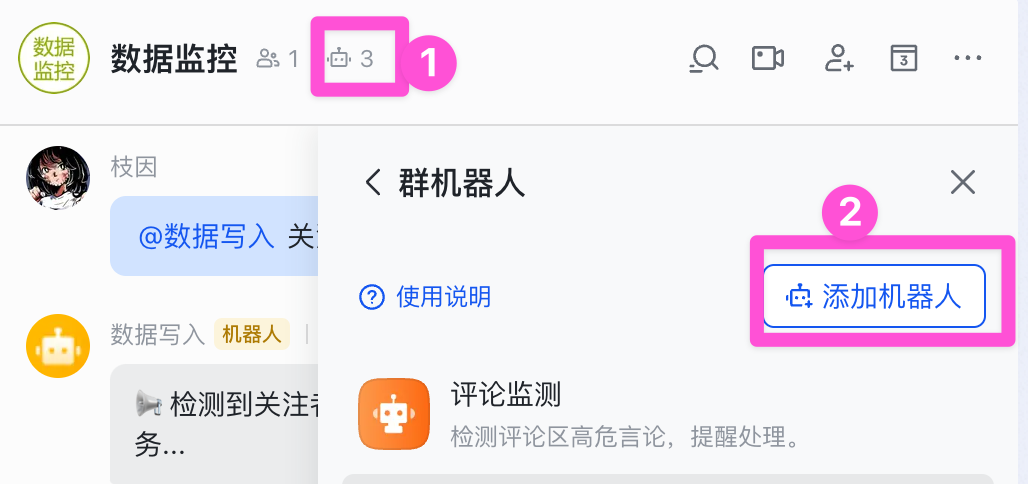 数据
监控
数据监控 1 3 1
3
枝因
@数据写入 关
群机器人
2
使用说明
添加机器人
数据写入 机器人
检测到关注者
务...
评论监测
检测评论区高危言论，提醒处理。